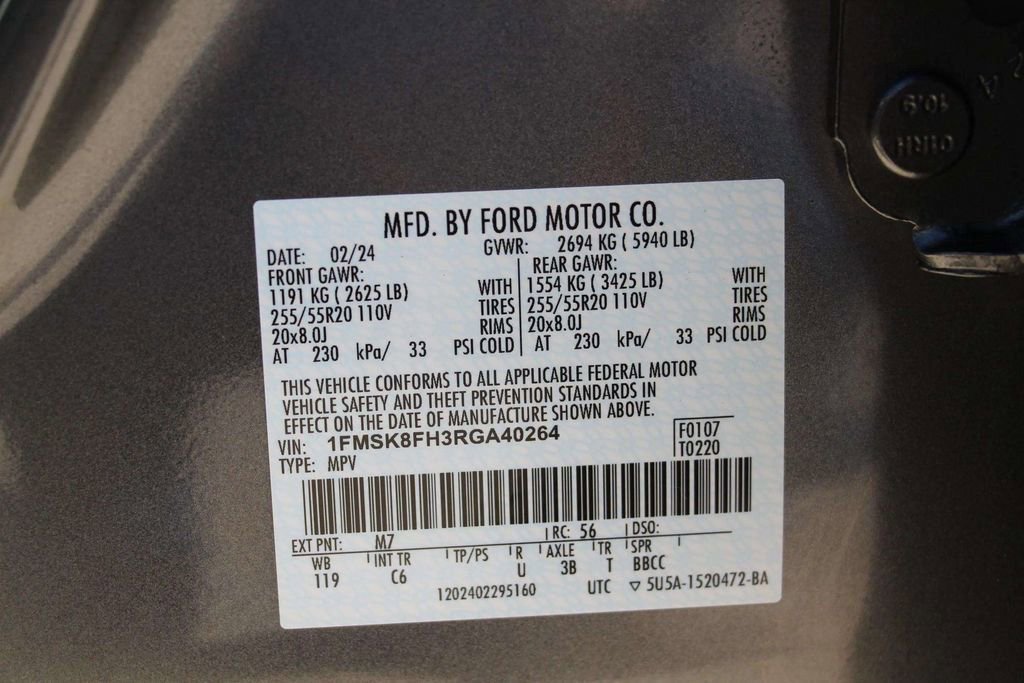 MFD. BY FORD MOTOR CO.
DATE: 02/24 GVWR: 2694 KG ( 5940 LB)
FRONT GAWR: REAR GAWR:
1191 KG ( 2625 LB) WITH 1554 KG ( 3425 LB) WITH
255/55R20 110V TIRES 255/55R20 110V TIRES
20x8.0J RIMS 20x8.0J RIMS
AT 230 kPa/ 33 PSI COLD AT 230 kPa/ 33 PSI COLD
THIS VEHICLE CONFORMS TO ALL APPLICABLE FEDERAL MOTOR
VEHICLE SAFETY AND THEFT PREVENTION STANDARDS IN
EFFECT ON THE DATE OF MANUFACTURE SHOWN ABOVE.
VIN: 1FMSK8FH3RGA40264 F0107
TYPE: MPV T0220
EXT PNT: M7 RC: 56 DSO:
WB INT TR TP/PS R AXLE TR SPR
119 C6 U 3B T BBCC
1202402295160 UTC ▽ 5U5A-1520472-BA
10.9